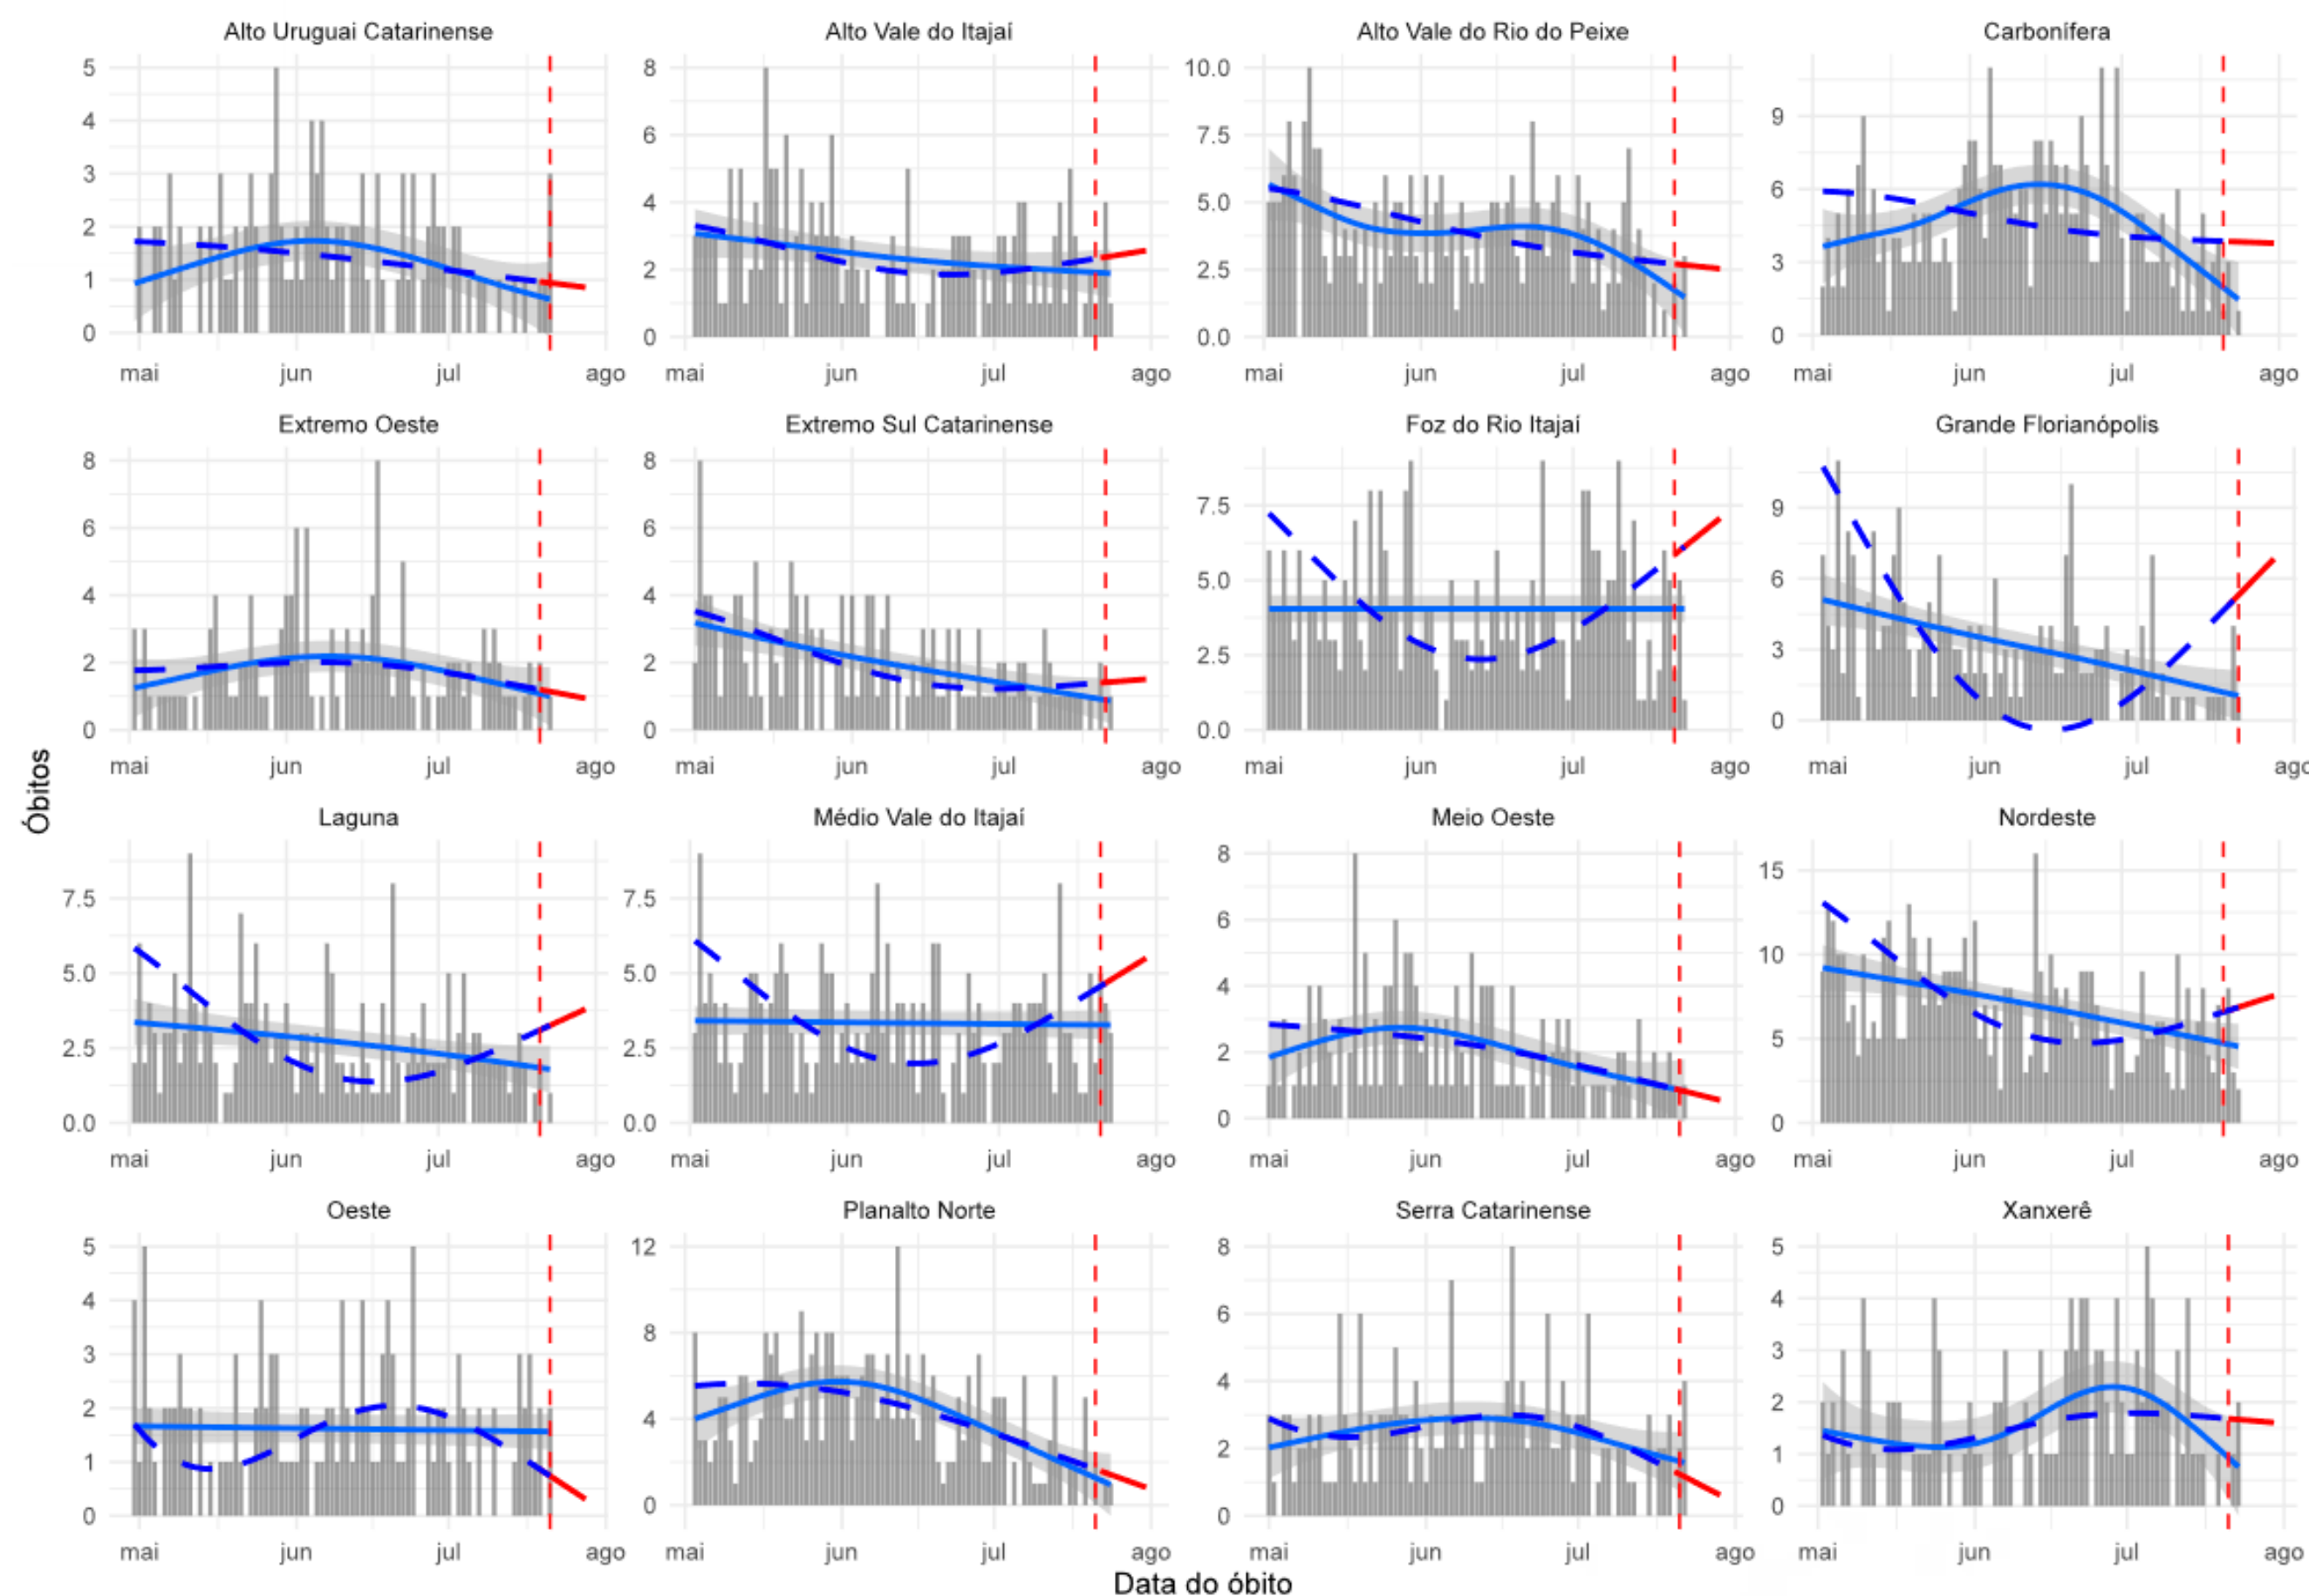 Alto Uruguai Catarinense
Alto Vale do Itajaí
Alto Vale do Rio do Peixe
Carbonífera
5
4
3
2
1
0
8
6
4
2
0
10.0
7.5
5.0
2.5
0.0
9
6
3
0
mai jun jul ago
mai jun jul ago
mai jun jul ago
mai jun jul ago
Extremo Oeste
Extremo Sul Catarinense
Foz do Rio Itajaí
Grande Florianópolis
8
6
4
2
0
8
6
4
2
0
7.5
5.0
2.5
0.0
9
6
3
0
mai jun jul ago
mai jun jul ago
mai jun jul ago
mai jun jul ago
Óbitos
Laguna
Médio Vale do Itajaí
Meio Oeste
Nordeste
7.5
5.0
2.5
0.0
7.5
5.0
2.5
0.0
8
6
4
2
0
15
10
5
0
mai jun jul ago
mai jun jul ago
mai jun jul ago
mai jun jul ago
Oeste
Planalto Norte
Serra Catarinense
Xanxerê
5
4
3
2
1
0
12
8
4
0
8
6
4
2
0
5
4
3
2
1
0
mai jun jul ago
mai jun jul ago
mai jun jul ago
mai jun jul ago
Data do óbito